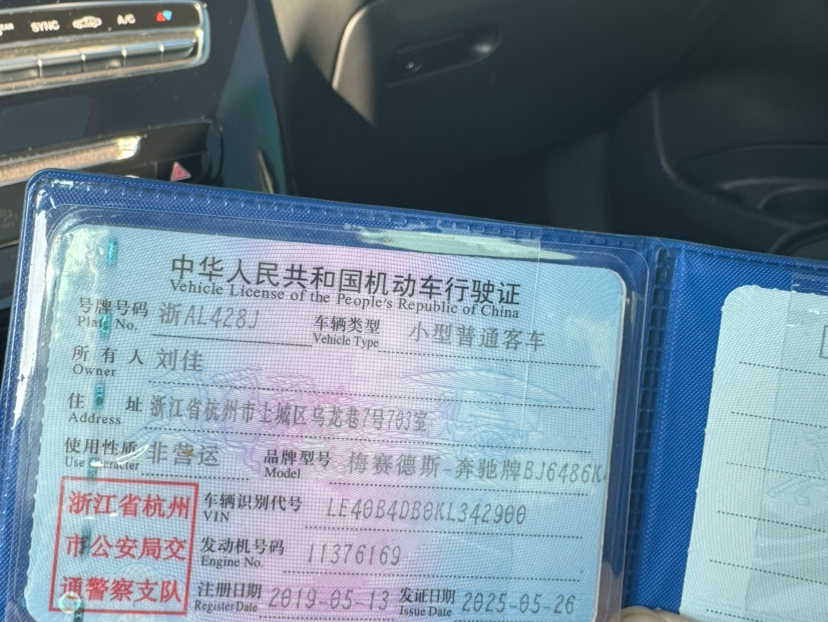 SYNC A/C
中华人民共和国机动车行驶证
Vehicle License of the People's Republic of China
号牌号码 浙AL428J 车辆类型 小型普通客车
Plate No. Vehicle Type
所有人 刘佳
Owner
住址 浙江省杭州市上城区乌龙巷7号703室
Address
使用性质 非营运 品牌型号 梅赛德斯-奔驰牌BJ6486K
Use Character Model
浙江省杭州
市公安局交
通警察支队
车辆识别代号 LE40B4DB0KL342900
VIN
发动机号码 11376169
Engine No.
注册日期 2019-05-13 发证日期 2025-05-26
Register Date Issue Date